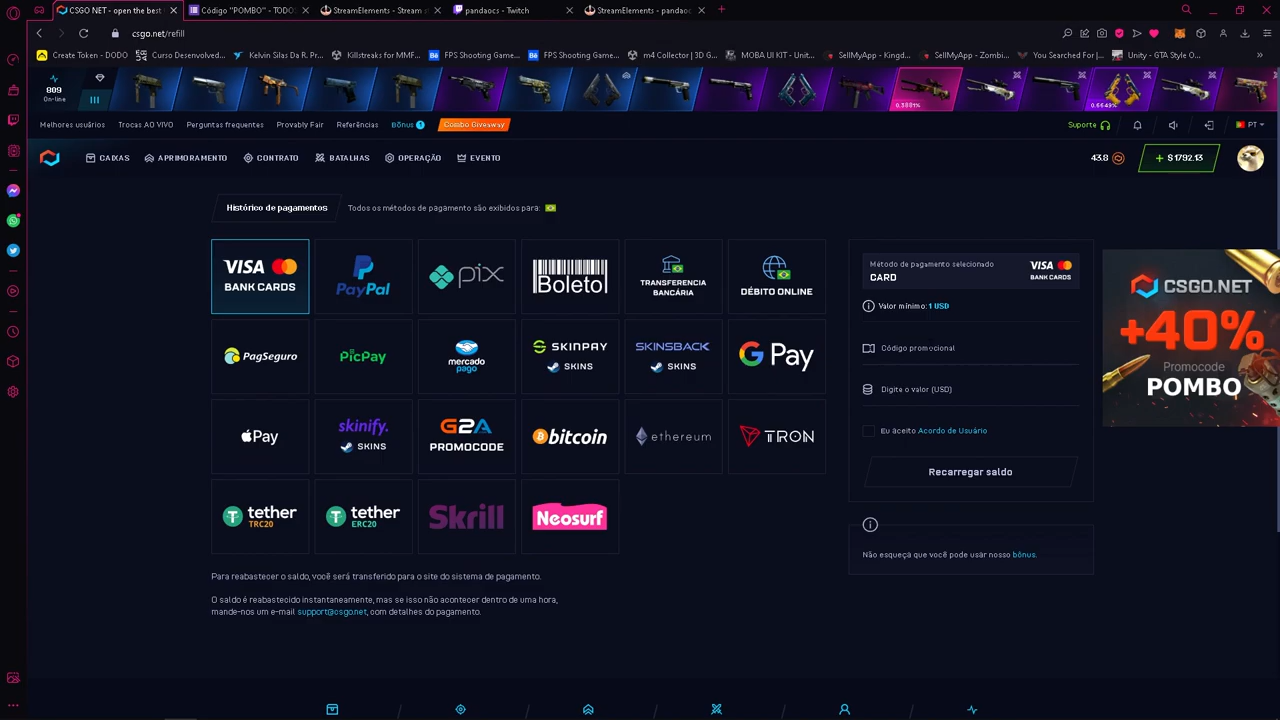 CSGO.NET - open the best
Código "POMBO" - TODOS
StreamElements - Stream s
pandaocs - Twitch
StreamElements - pandaoc
csgo.net/refill
Create Token - DODO
Curso Desenvolved...
Kelvin Silas Da R. Pr...
Killstreaks for MMF...
FPS Shooting Game...
FPS Shooting Game...
m4 Collector | 3D G...
MOBA UI KIT - Unit...
SellMyApp - Kingd...
SellMyApp - Zombi...
You Searched For |...
Unity - GTA Style O...
809
On-line
0.3881%
0.6649%
Melhores usuários
Trocas AO VIVO
Perguntas frequentes
Provably Fair
Referências
Bônus
Combo Giveaway
Suporte
PT
CAIXAS
APRIMORAMENTO
CONTRATO
BATALHAS
OPERAÇÃO
EVENTO
43.8
+ $ 1792.13
Histórico de pagamentos
Todos os métodos de pagamento são exibidos para:
VISA
BANK CARDS
PayPal
pix
Boleto
TRANSFERENCIA
BANCÁRIA
DÉBITO ONLINE
PagSeguro
PicPay
mercado
pago
SKINPAY
SKINS
SKINSBACK
SKINS
G Pay
Pay
skinify.
SKINS
G2A
PROMOCODE
bitcoin
ethereum
TRON
tether
TRC20
tether
ERC20
Skrill
Neosurf
Para reabastecer o saldo, você será transferido para o site do sistema de pagamento.
O saldo é reabastecido instantaneamente, mas se isso não acontecer dentro de uma hora,
mande-nos um e-mail support@csgo.net, com detalhes do pagamento.
Método de pagamento selecionado
CARD
VISA
BANK CARDS
Valor mínimo: 1 USD
Código promocional
Digite o valor (USD)
Eu aceito Acordo de Usuário
Recarregar saldo
Não esqueça que você pode usar nosso bônus.
CSGO.NET
+40%
Promocode
POMBO